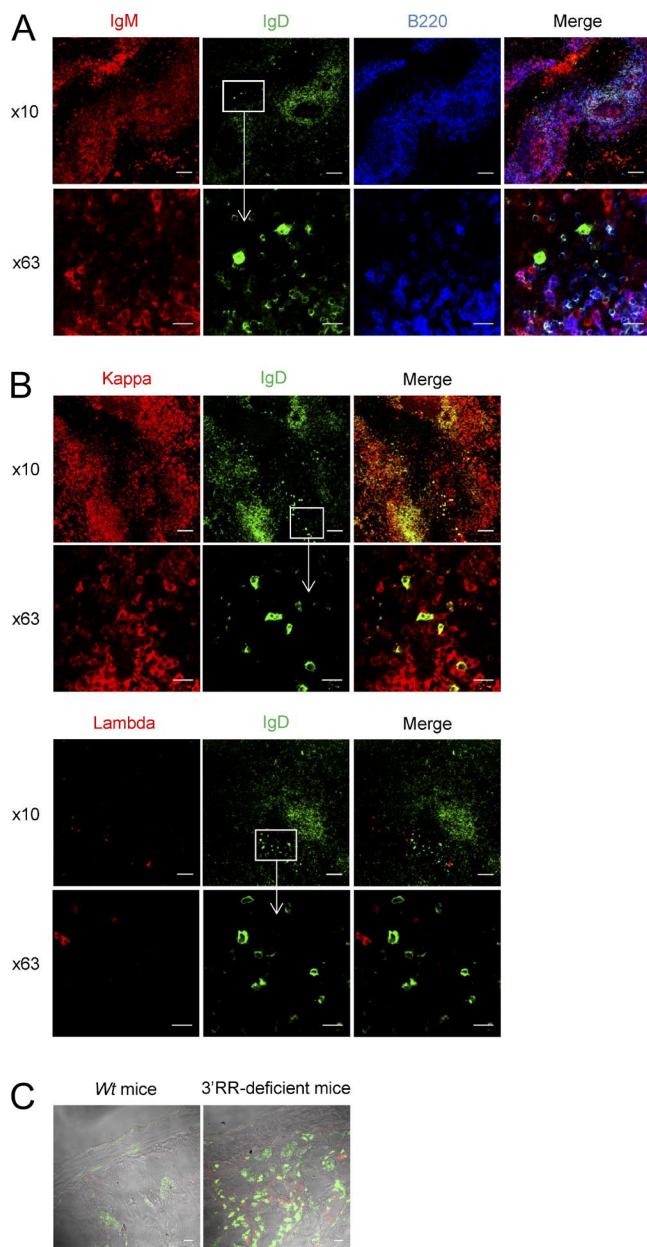 A
IgM IgD B220 Merge
x10
x63
B
Kappa IgD Merge
x10
x63
Lambda IgD Merge
x10
x63
C
Wt mice 3'RR-deficient mice